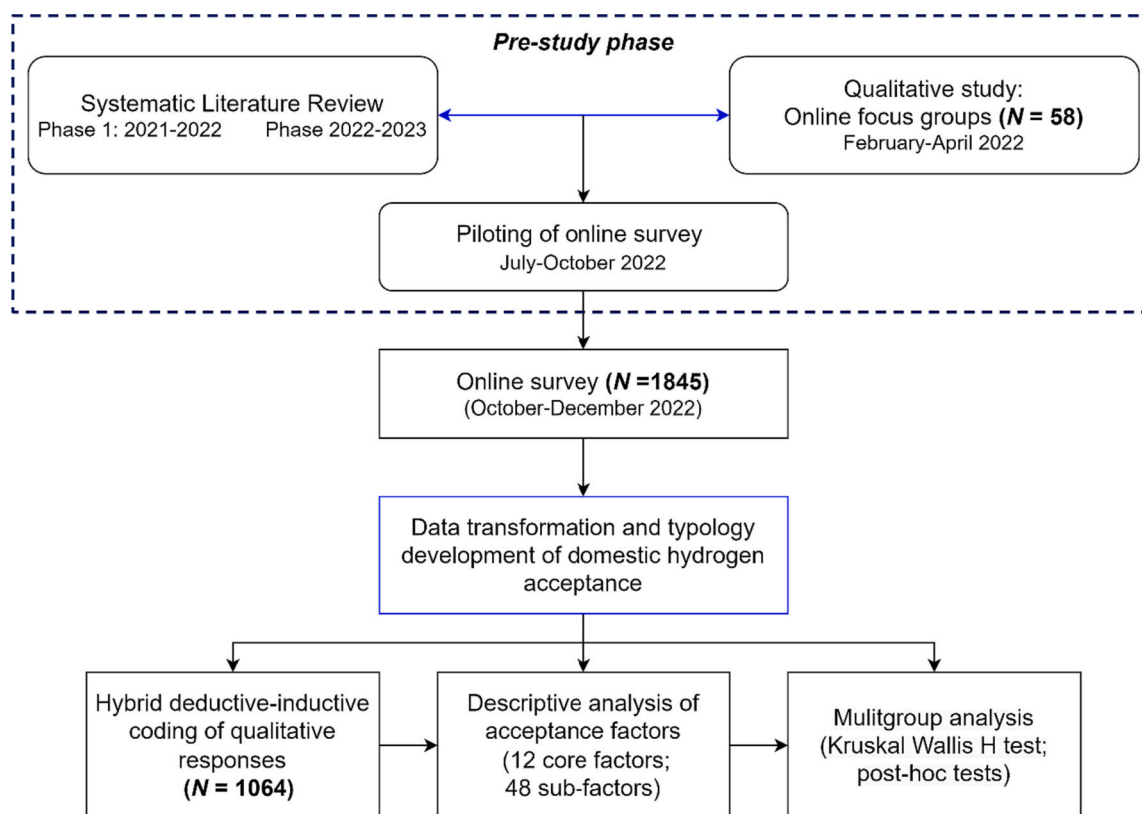 Pre-study phase
Systematic Literature Review
Phase 1: 2021-2022 Phase 2022-2023
Qualitative study:
Online focus groups (N = 58)
February-April 2022
Piloting of online survey
July-October 2022
Online survey (N =1845)
(October-December 2022)
Data transformation and typology
development of domestic hydrogen
acceptance
Hybrid deductive-inductive
coding of qualitative
responses
(N = 1064)
Descriptive analysis of
acceptance factors
(12 core factors;
48 sub-factors)
Mulitgroup analysis
(Kruskal Wallis H test;
post-hoc tests)